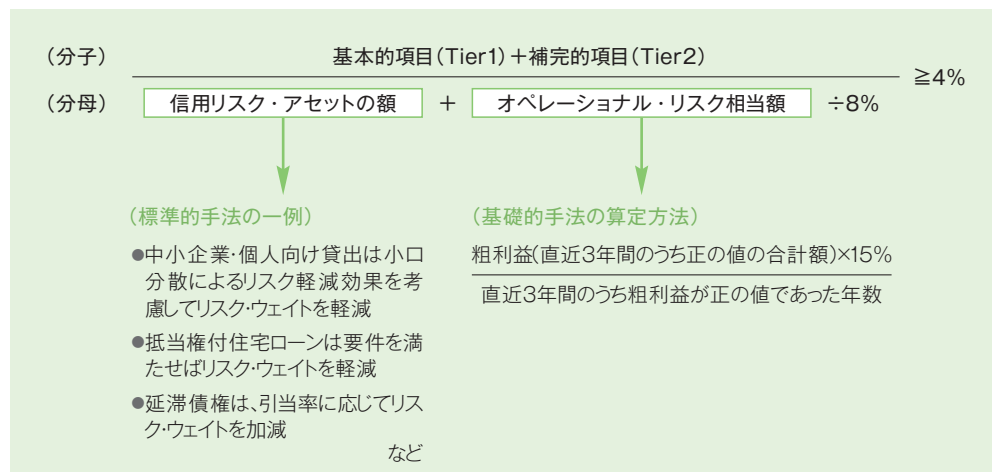 （分子） 基本的項目（Tier1）＋補完的項目（Tier2）
≧4%
（分母） 信用リスク・アセットの額 ＋ オペレーショナル・リスク相当額 ÷8%
（標準的手法の一例）
●中小企業・個人向け貸出は小口
分散によるリスク軽減効果を考
慮してリスク・ウェイトを軽減
●抵当権付住宅ローンは要件を満
たせばリスク・ウェイトを軽減
●延滞債権は、引当率に応じてリス
ク・ウェイトを加減
など
（基礎的手法の算定方法）
粗利益（直近3年間のうち正の値の合計額）×15%
直近3年間のうち粗利益が正の値であった年数